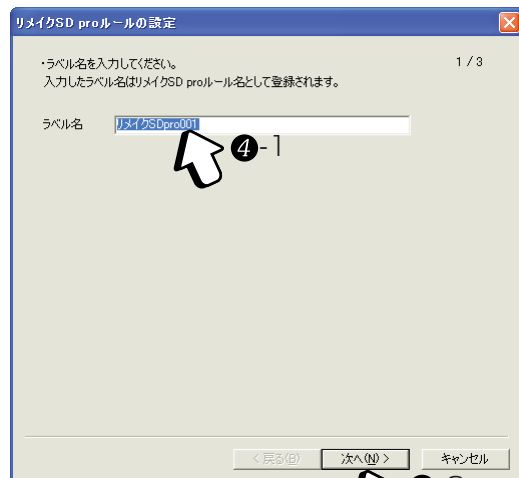 リメイクSD proルールの設定
・ラベル名を入力してください。
1 / 3
入力したラベル名はリメイクSD proルール名として登録されます。
ラベル名 リメイクSDpro001
❹-1
< 戻る(B) 次へ(N) > キャンセル